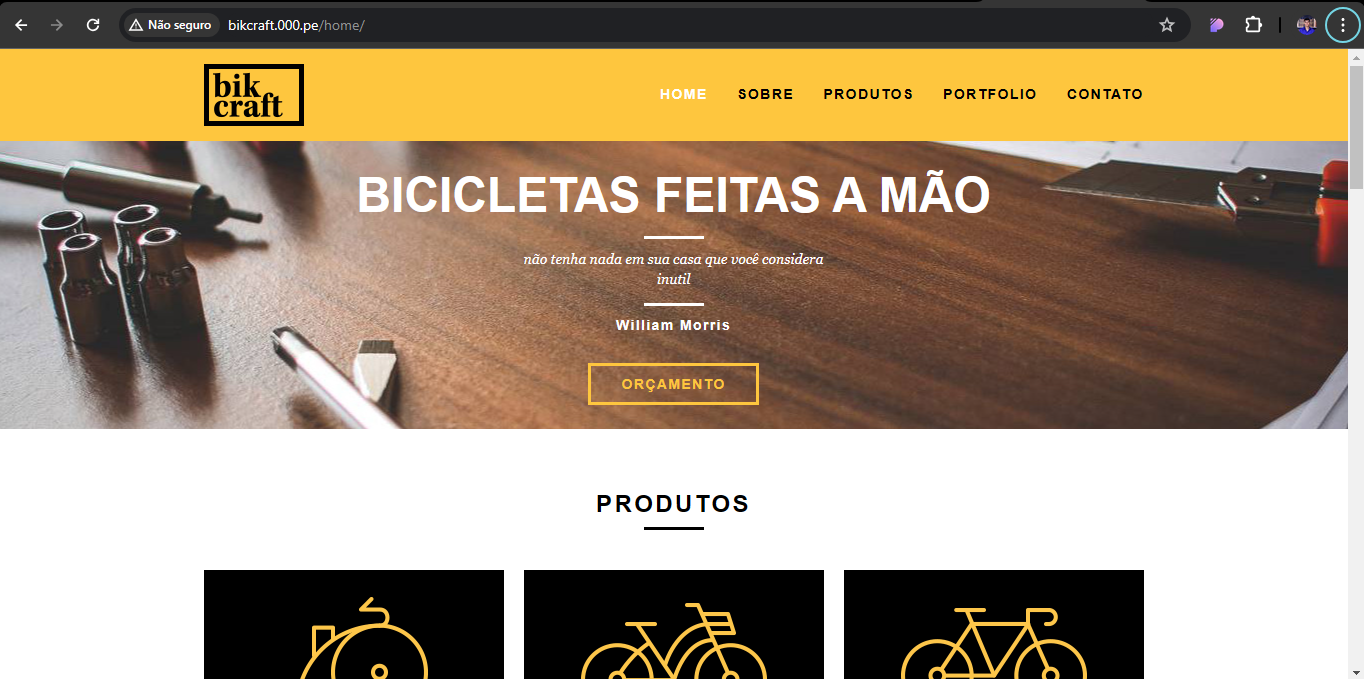 Não seguro bikcraft.000.pe/home/
bik
craft
HOME SOBRE PRODUTOS PORTFOLIO CONTATO
BICICLETAS FEITAS A MÃO
não tenha nada em sua casa que você considera
inutil
William Morris
ORÇAMENTO
PRODUTOS